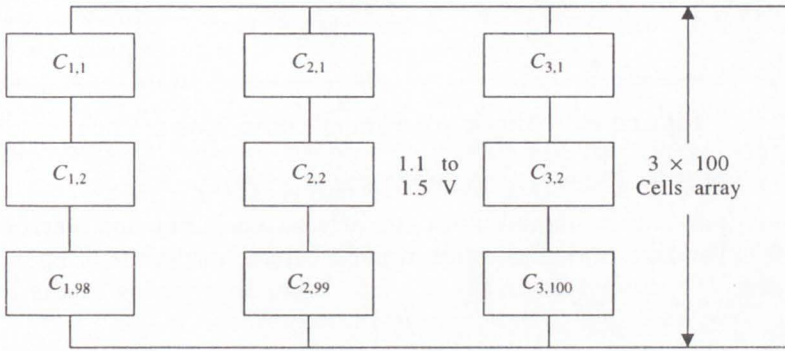 C1,1
C2,1
C3,1
C1,2
C2,2
1.1 to
1.5 V
C3,2
3 × 100
Cells array
C1,98
C2,99
C3,100